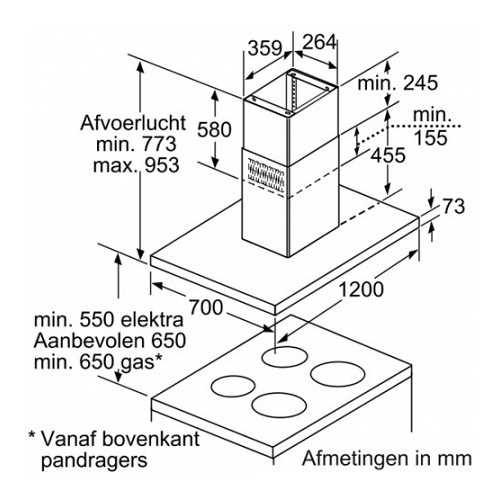 359
264
min. 245
Afvoerlucht
min. 773
max. 953
580
min.
155
455
73
700
1200
min. 550 elektra
Aanbevolen 650
min. 650 gas*
* Vanaf bovenkant
pandragers
Afmetingen in mm